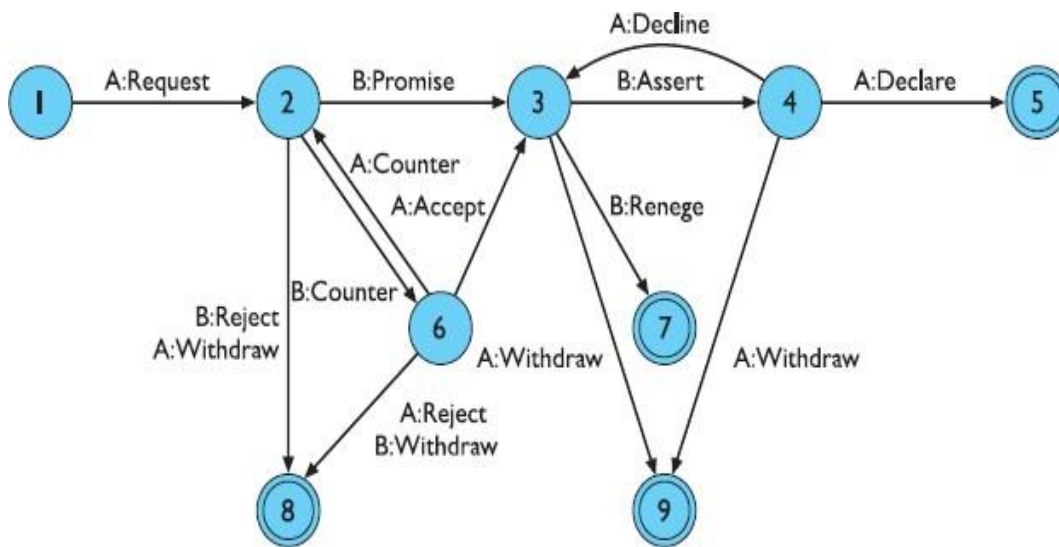 A:Decline
A:Request
B:Promise
B:Assert
A:Declare
1
2
3
4
5
A:Counter
A:Accept
B:Renege
B:Counter
6
7
B:Reject
A:Withdraw
A:Withdraw
A:Withdraw
A:Reject
B:Withdraw
8
9